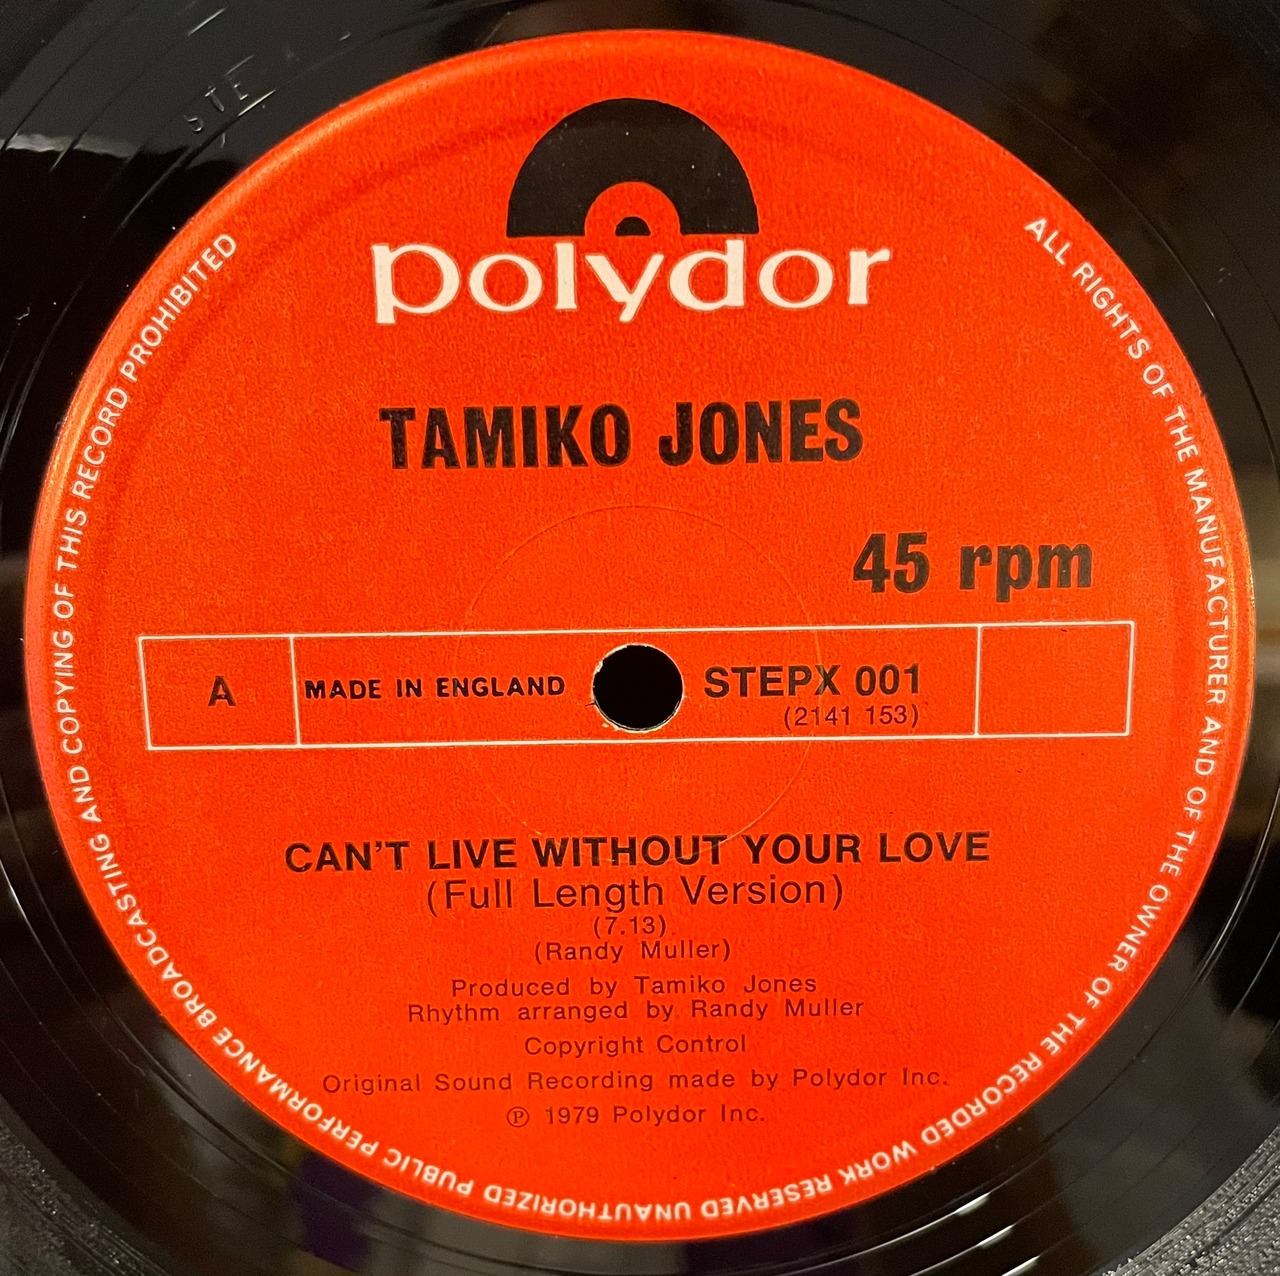 STE
polydor
TAMIKO JONES
45 rpm
A
MADE IN ENGLAND
STEPX 001
(2141 153)
CAN'T LIVE WITHOUT YOUR LOVE
(Full Length Version)
(7.13)
(Randy Muller)
Produced by Tamiko Jones
Rhythm arranged by Randy Muller
Copyright Control
Original Sound Recording made by Polydor Inc.
℗ 1979 Polydor Inc.
ALL RIGHTS OF THE MANUFACTURER AND OF THE OWNER OF THE RECORDED WORK RESERVED UNAUTHORIZED PUBLIC PERFORMANCE BROADCASTING AND COPYING OF THIS RECORD PROHIBITED